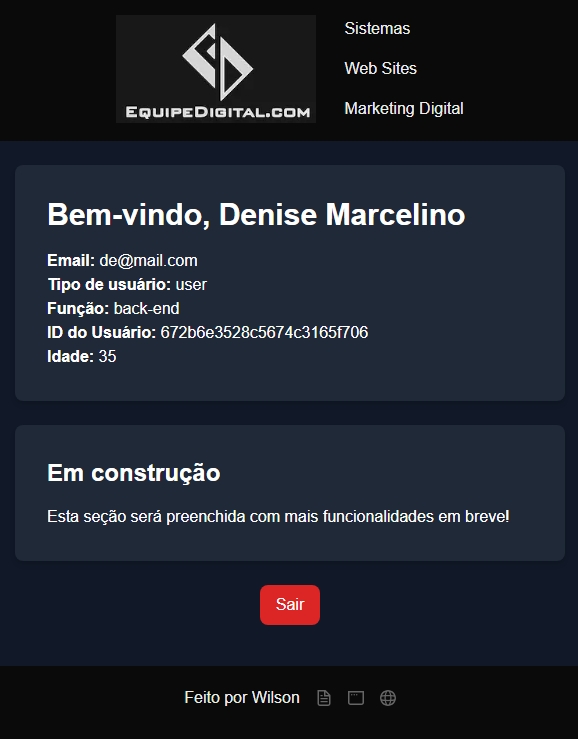 EQUIPEDIGITAL.COM
Sistemas
Web Sites
Marketing Digital
Bem-vindo, Denise Marcelino
Email: de@mail.com
Tipo de usuário: user
Função: back-end
ID do Usuário: 672b6e3528c5674c3165f706
Idade: 35
Em construção
Esta seção será preenchida com mais funcionalidades em breve!
Sair
Feito por Wilson